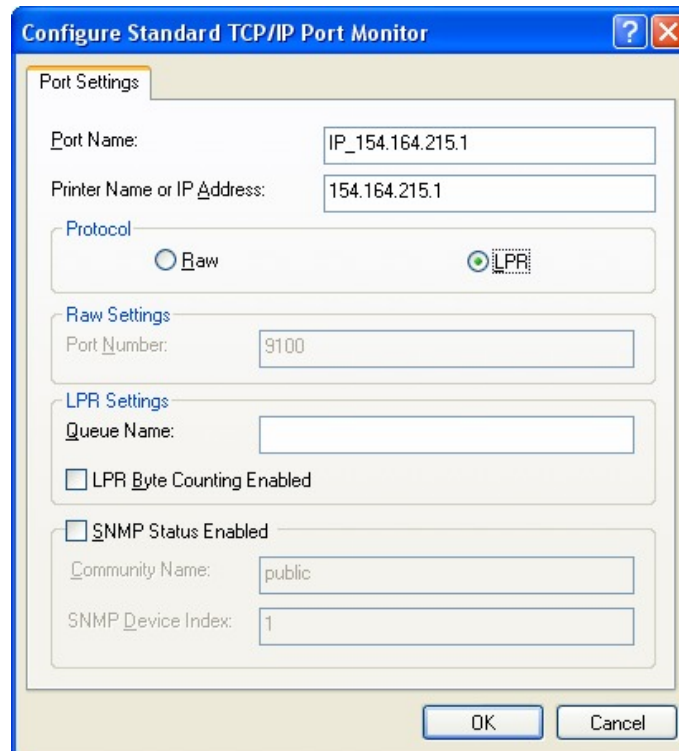 Configure Standard TCP/IP Port Monitor
Port Settings
Port Name: IP_154.164.215.1
Printer Name or IP Address: 154.164.215.1
Protocol
Raw LPR
Raw Settings
Port Number: 9100
LPR Settings
Queue Name:
LPR Byte Counting Enabled
SNMP Status Enabled
Community Name: public
SNMP Device Index: 1
OK Cancel